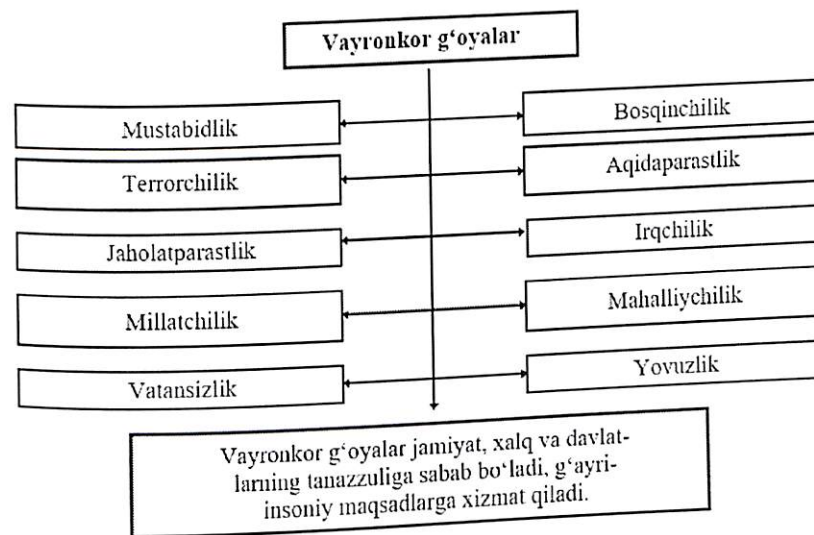 Vayronkor g‘oyalar
Mustabidlik
Bosqinchilik
Terrorchilik
Aqidaparastlik
Jaholatparastlik
Irqchilik
Millatchilik
Mahalliychilik
Vatansizlik
Yovuzlik
Vayronkor g‘oyalar jamiyat, xalq va davlat-
larning tanazzuliga sabab bo‘ladi, g‘ayri-
insoniy maqsadlarga xizmat qiladi.